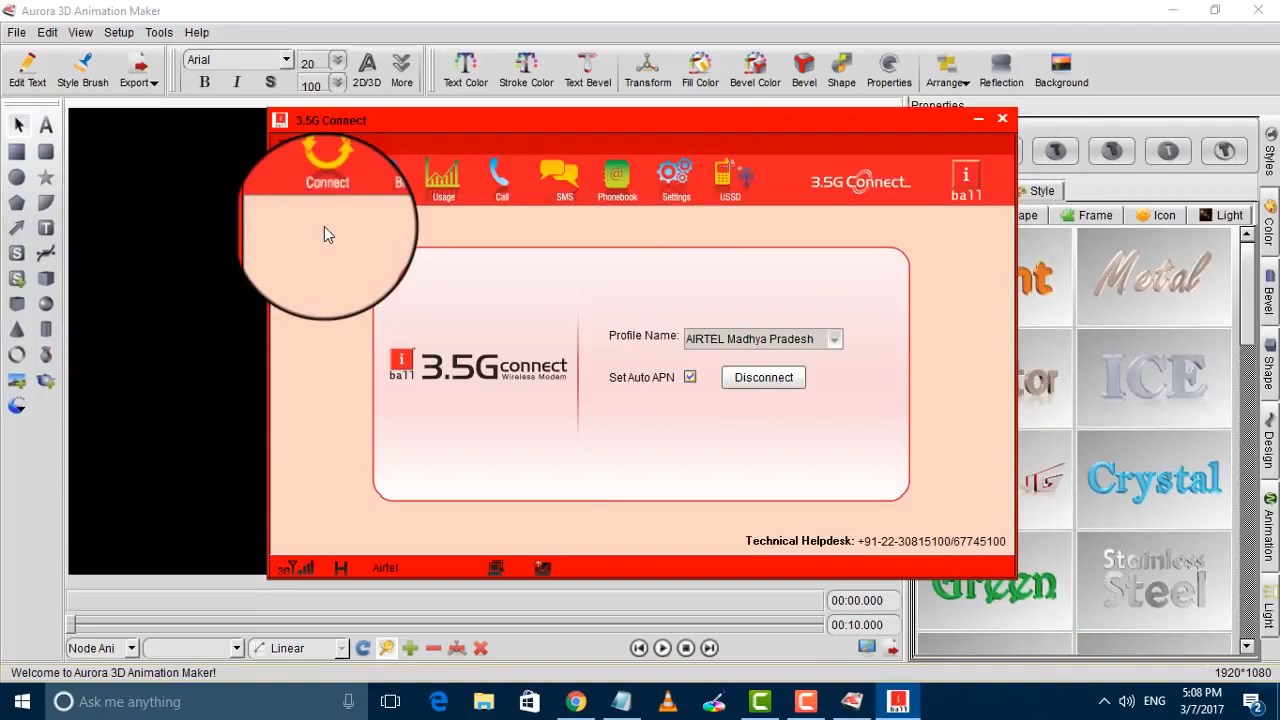 Aurora 3D Animation Maker
File Edit View Setup Tools Help
Arial 20
100
Edit Text Style Brush Export B I S 2D/3D More Text Color Stroke Color Text Bevel Transform Fill Color Bevel Color Bevel Shape Properties Arrange Reflection Background
Properties
3.5G Connect
Connect
Usage Call SMS Phonebook Settings USSD
3.5G Connect
i ball
Style
Frame Icon Light
Metal
Profile Name: AIRTEL Madhya Pradesh
i ball 3.5G connect
Wireless Modem
Set Auto APN Disconnect
ICE
Crystal
Technical Helpdesk: +91-22-30815100/67745100
3G H Airtel
Green
Stainless
Steel
Styles
Color
Bevel
Shape
Design
Animation
Light
00:00.000
00:10.000
Node Ani Linear
Welcome to Aurora 3D Animation Maker! 1920*1080
Ask me anything
ENG
5:08 PM
3/7/2017
2